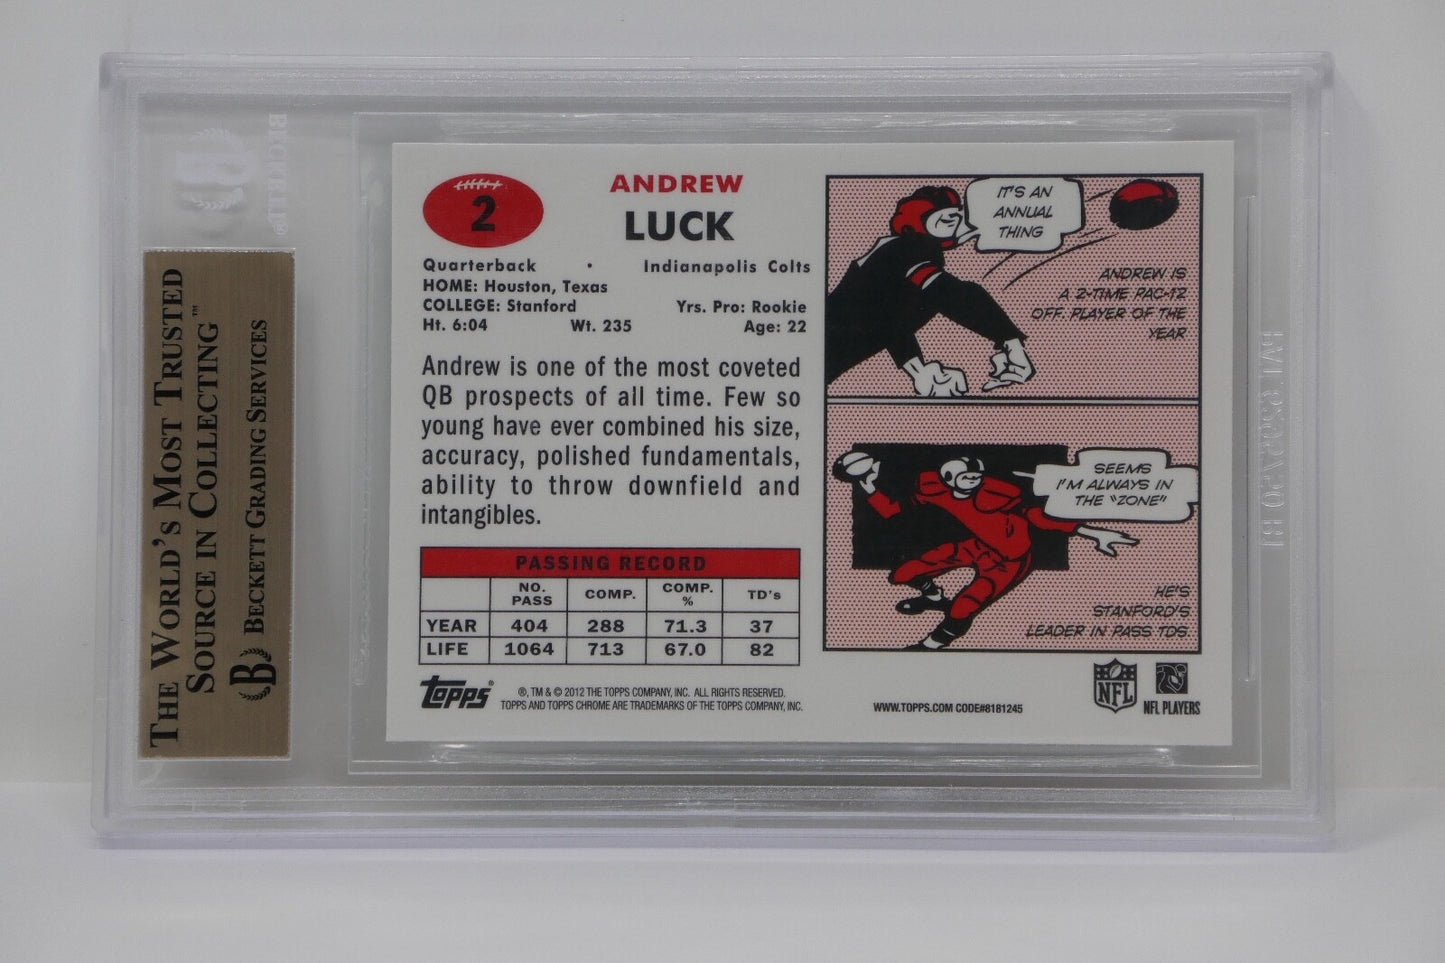 BECKETT®
THE WORLD'S MOST TRUSTED
SOURCE IN COLLECTING™
B BECKETT GRADING SERVICES
2
ANDREW
LUCK
Quarterback • Indianapolis Colts
HOME: Houston, Texas
COLLEGE: Stanford Yrs. Pro: Rookie
Ht. 6:04 Wt. 235 Age: 22
Andrew is one of the most coveted
QB prospects of all time. Few so
young have ever combined his size,
accuracy, polished fundamentals,
ability to throw downfield and
intangibles.
PASSING RECORD
NO. PASS COMP. COMP. % TD's
YEAR 404 288 71.3 37
LIFE 1064 713 67.0 82
topps®
®, TM & © 2012 THE TOPPS COMPANY, INC. ALL RIGHTS RESERVED.
TOPPS AND TOPPS CHROME ARE TRADEMARKS OF THE TOPPS COMPANY, INC.
IT'S AN
ANNUAL
THING
ANDREW IS
A 2-TIME PAC-12
OFF. PLAYER OF THE
YEAR
SEEMS
I'M ALWAYS IN
THE "ZONE"
HE'S
STANFORD'S
LEADER IN PASS TDS
WWW.TOPPS.COM CODE#8181245
NFL
NFL PLAYERS